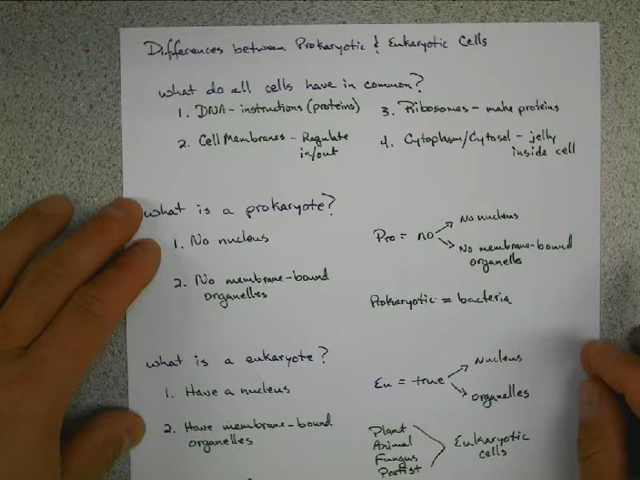 Differences between Prokaryotic & Eukaryotic Cells
What do all cells have in common?
1. DNA - instructions (proteins)
2. Cell Membranes - Regulate
in/out
3. Ribosomes - make proteins
4. Cytoplasm/Cytosol - jelly
inside cell
What is a prokaryote?
1. No nucleus
2. No membrane-bound
organelles
Pro = no
No nucleus
No membrane-bound
organelles
Prokaryotic = bacteria
What is a eukaryote?
1. Have a nucleus
2. Have membrane-bound
organelles
Eu = true
Nucleus
organelles
Plant
Animal
Fungus
Protist
Eukaryotic
cells